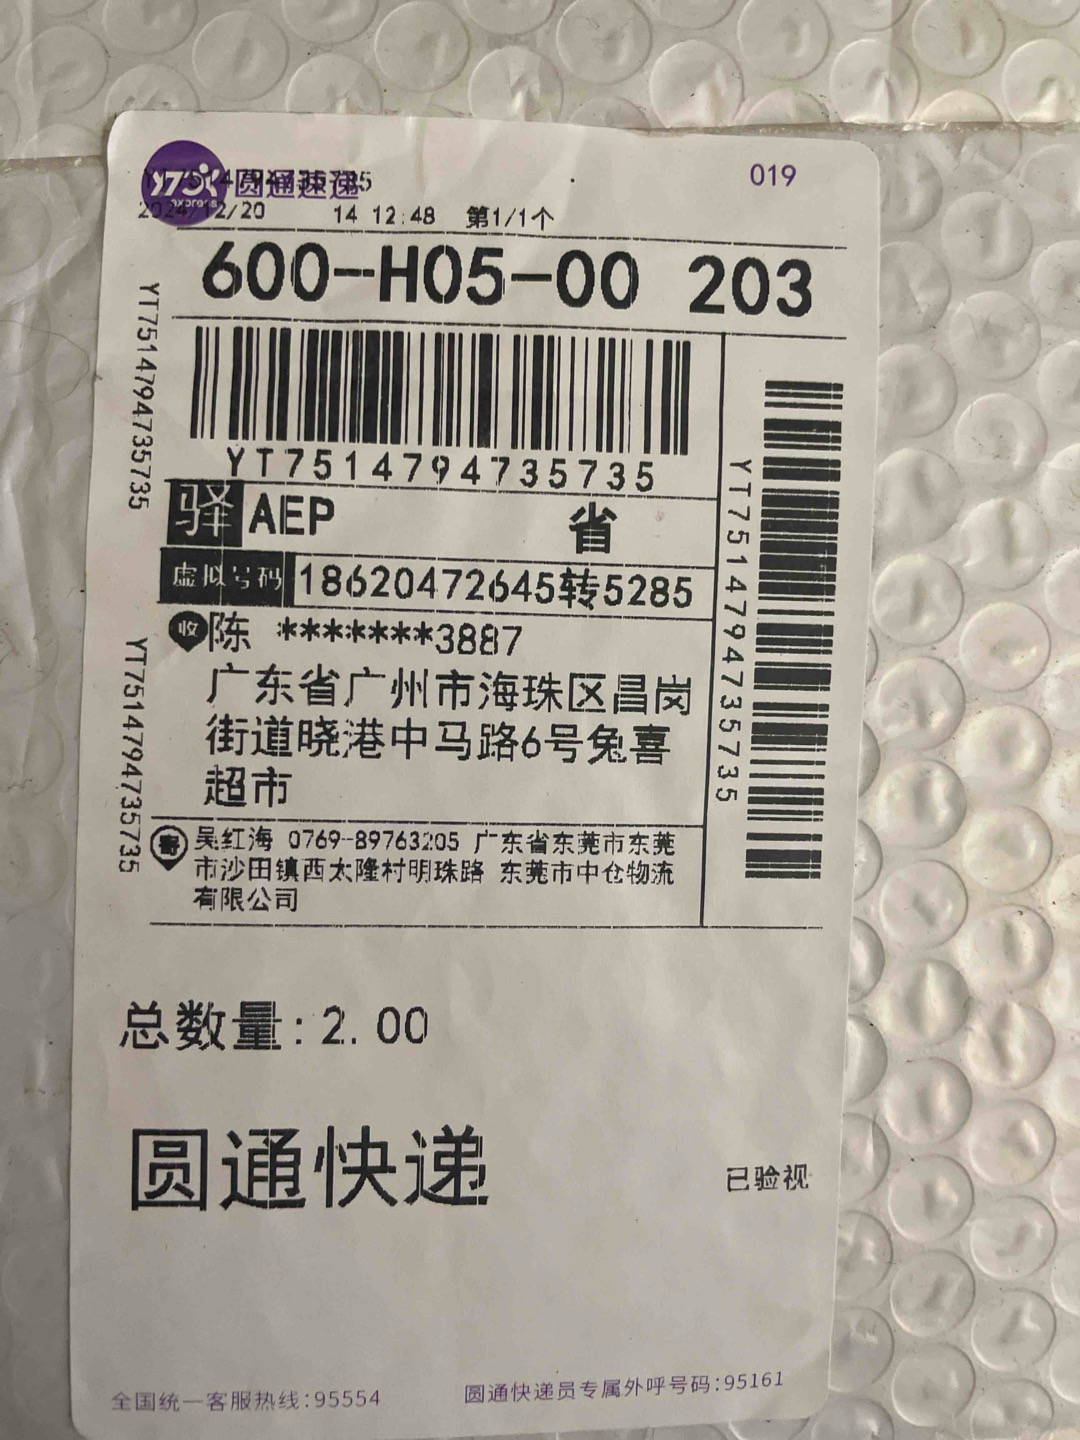 YT7514794735735
圆通速递
express
019
2024/12/20 14 12:48 第1/1个
600-H05-00 203
YT7514794735735
YT7514794735735
驿 AEP 省
虚拟号码 18620472645转5285
收 陈 *******3887
广东省广州市海珠区昌岗
街道晓港中马路6号兔喜
超市
YT7514794735735
YT7514794735735
寄 吴红海 0769-89763205 广东省东莞市东莞
市沙田镇西太隆村明珠路 东莞市中仓物流
有限公司
总数量:2.00
圆通快递
已验视
全国统一客服热线:95554
圆通快递员专属外呼号码:95161